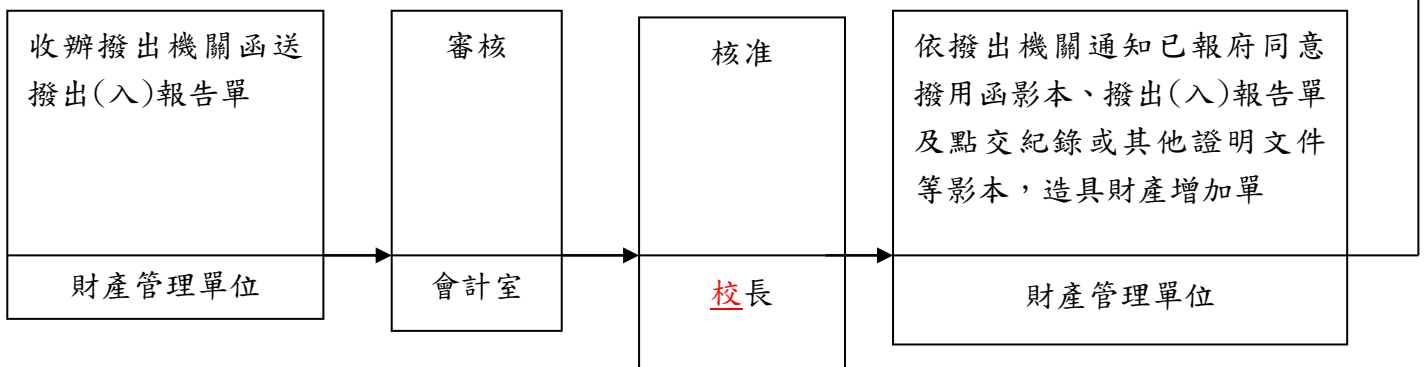 收辦撥出機關函送
撥出(入)報告單
財產管理單位
審核
會計室
核准
校長
依撥出機關通知已報府同意
撥用函影本、撥出(入)報告單
及點交紀錄或其他證明文件
等影本，造具財產增加單
財產管理單位